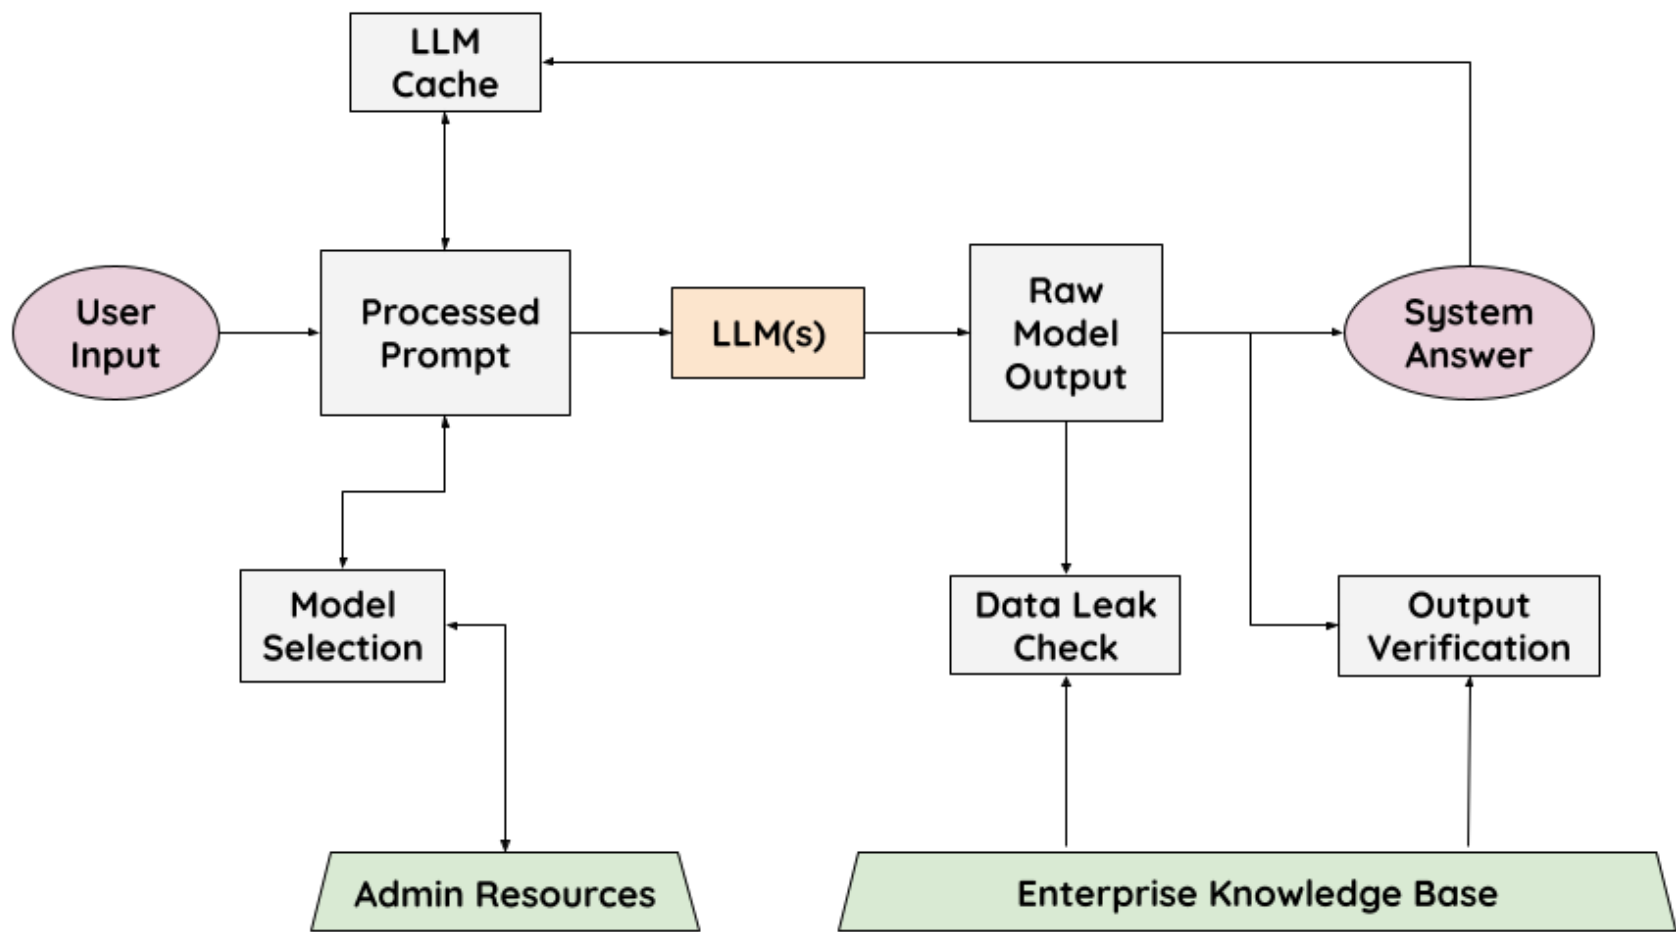 LLM
Cache
User
Input
Processed
Prompt
LLM(s)
Raw
Model
Output
System
Answer
Model
Selection
Data Leak
Check
Output
Verification
Admin Resources
Enterprise Knowledge Base